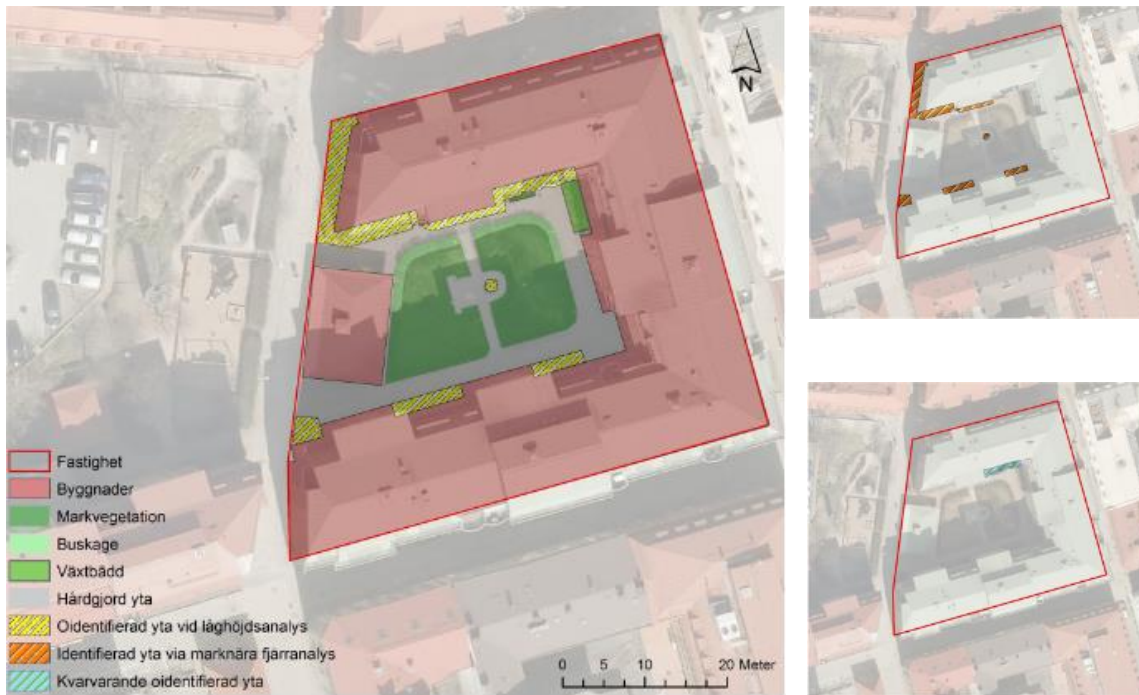 N
Fastighet
Byggnader
Markvegetation
Buskage
Växtbädd
Hårdgjord yta
Oidentifierad yta vid låghöjdsanalys
Identifierad yta via marknära fjärranalys
Kvarvarande oidentifierad yta
0 5 10 20 Meter